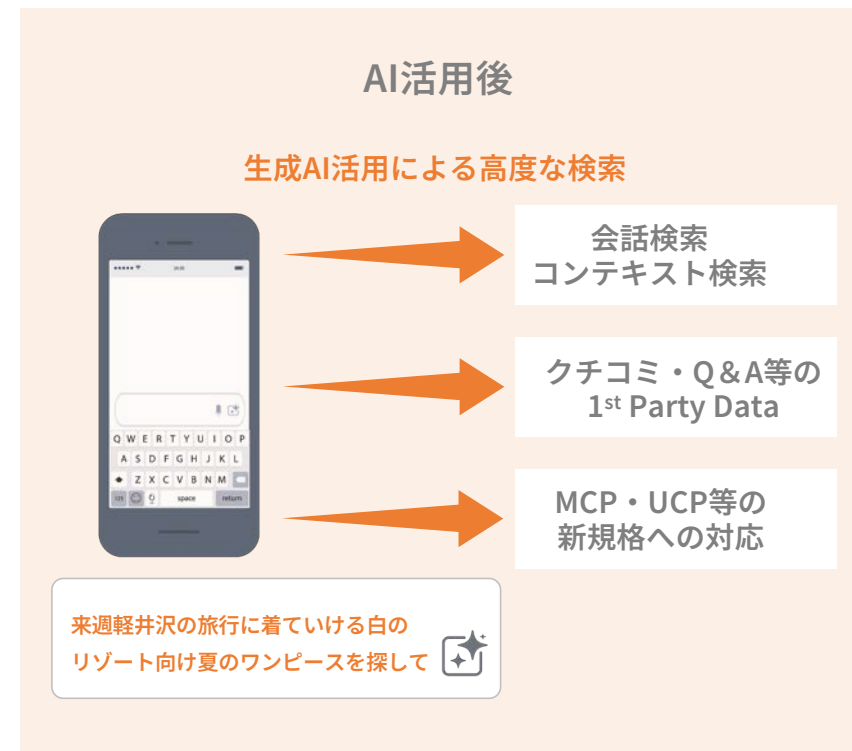 AI活用後
生成AI活用による高度な検索
会話検索
コンテキスト検索
クチコミ・Q&A等の
1st Party Data
MCP・UCP等の
新規格への対応
Q W E R T Y U I O P
A S D F G H J K L
Z X C V B N M
123 space return
来週軽井沢の旅行に着ていける白の
リゾート向け夏のワンピースを探して